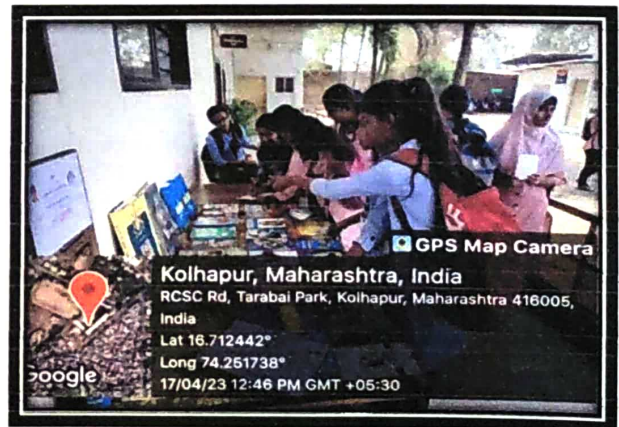 GPS Map Camera
Kolhapur, Maharashtra, India
RCSC Rd, Tarabai Park, Kolhapur, Maharashtra 416005,
India
Lat 16.712442°
Long 74.251738°
17/04/23 12:46 PM GMT +05:30
Google